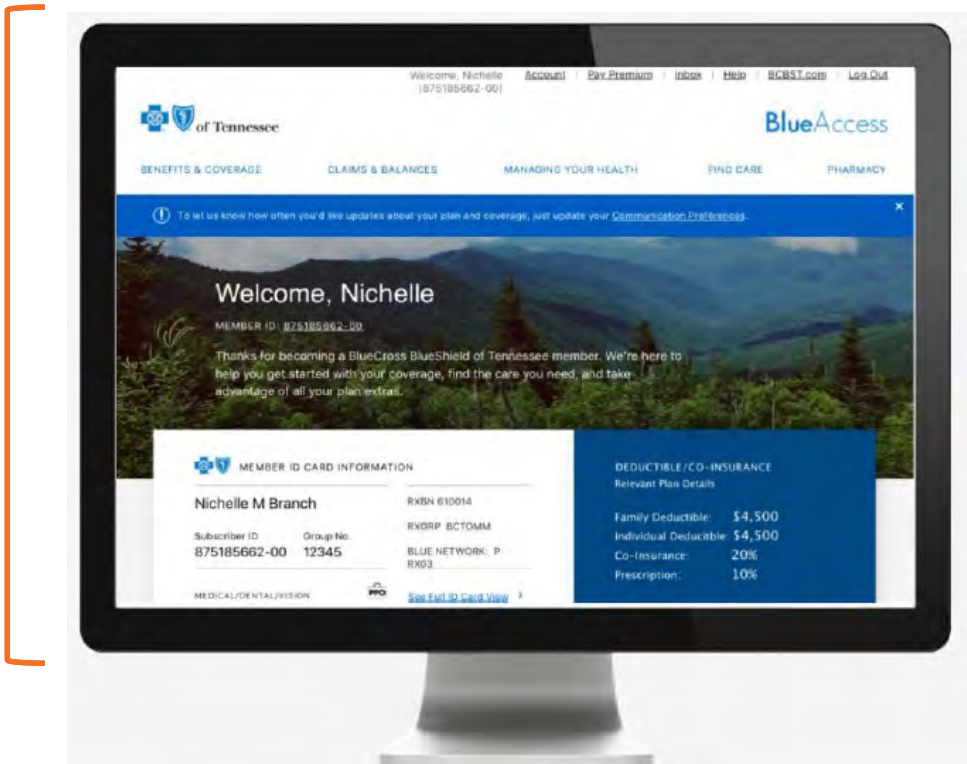 Welcome, Nichelle
(875185662-00)
Account
Pay Premium
Inbox
Help
BCBST.com
Log Out
of Tennessee
BlueAccess
BENEFITS & COVERAGE
CLAIMS & BALANCES
MANAGING YOUR HEALTH
FIND CARE
PHARMACY
To let us know how often you'd like updates about your plan and coverage, just update your Communication Preferences.
Welcome, Nichelle
MEMBER ID: 875185662-00
Thanks for becoming a BlueCross BlueShield of Tennessee member. We're here to
help you get started with your coverage, find the care you need, and take
advantage of all your plan extras.
MEMBER ID CARD INFORMATION
Nichelle M Branch
Subscriber ID
Group No.
875185662-00
12345
MEDICAL/DENTAL/VISION
PPO
RXBN 610014
RXGRP BCTOMM
BLUE NETWORK: P
RX03
See Full ID Card View
DEDUCTIBLE/CO-INSURANCE
Relevant Plan Details
Family Deductible: $4,500
Individual Deducitble $4,500
Co-Insurance: 20%
Prescription: 10%